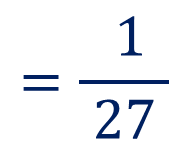 = 1/27